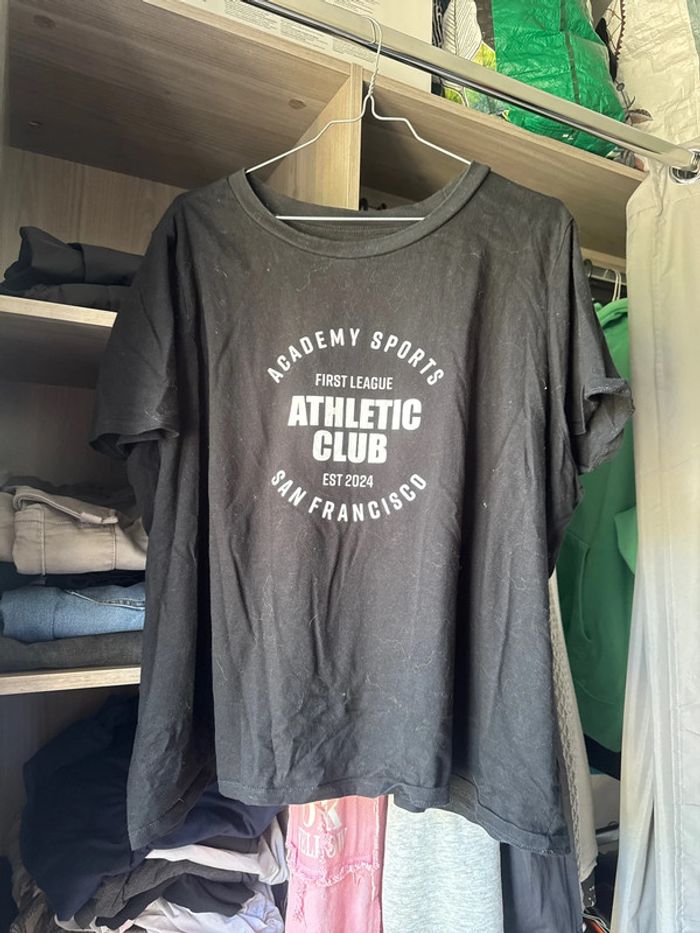 ACADEMY SPORTS
FIRST LEAGUE
ATHLETIC
CLUB
EST 2024
SAN FRANCISCO